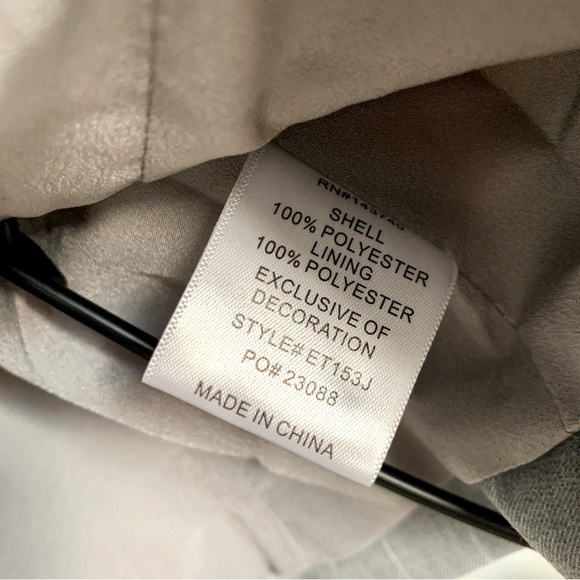 SHELL
100% POLYESTER
LINING
100% POLYESTER
EXCLUSIVE OF
DECORATION
STYLE# ET153J
PO# 23088
MADE IN CHINA